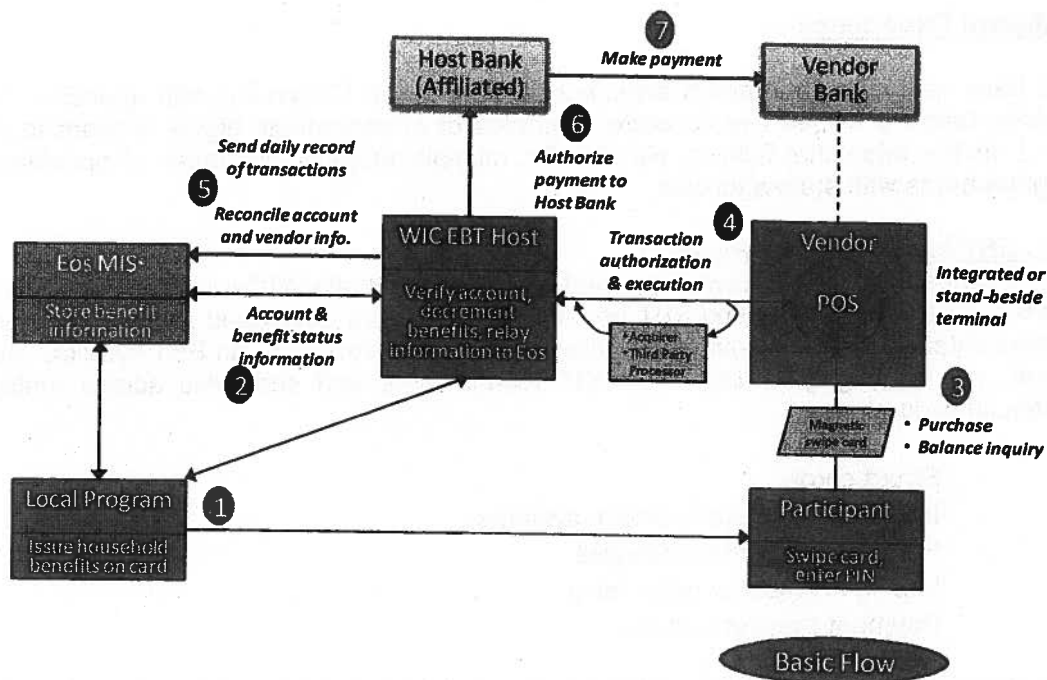 Host Bank
(Affiliated)
7
Make payment
Vendor
Bank
6
Authorize
payment to
Host Bank
Send daily record
of transactions
5
Reconcile account
and vendor info.
WIC EBT Host
Verify account,
decrement
benefits, relay
information to Eos
4
Transaction
authorization
& execution
Vendor
POS
Integrated or
stand-beside
terminal
Eos MIS
Store benefit
information
Account &
benefit status
information
2
• Acquirer
• Third Party
Processor
3
Magnetic
swipe card
• Purchase
• Balance inquiry
Local Program
Issue household
benefits on card
1
Participant
Swipe card,
enter PIN
Basic Flow